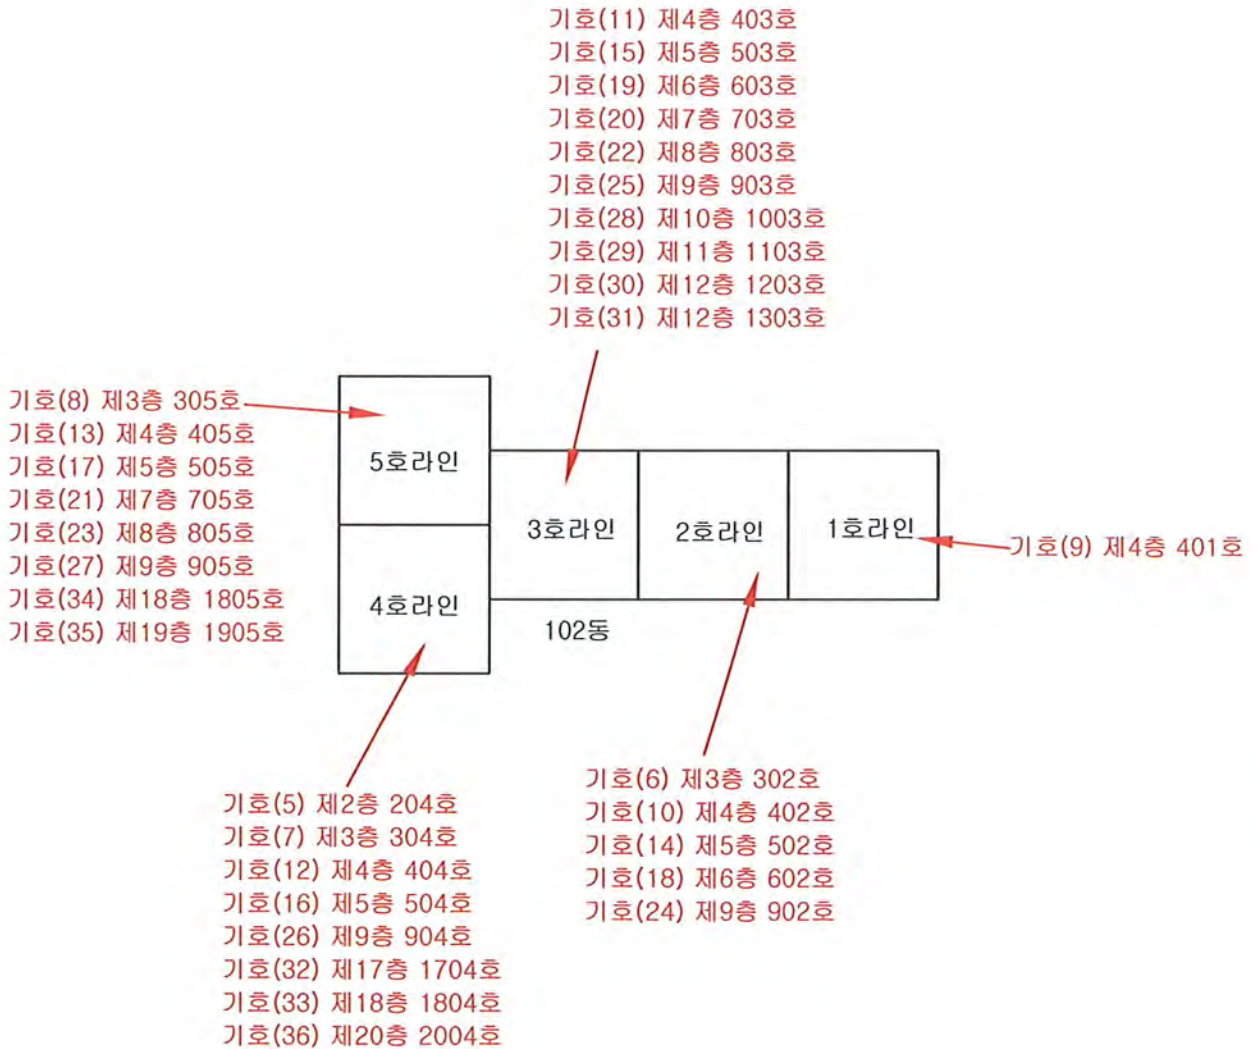 기호(11) 제4층 403호
기호(15) 제5층 503호
기호(19) 제6층 603호
기호(20) 제7층 703호
기호(22) 제8층 803호
기호(25) 제9층 903호
기호(28) 제10층 1003호
기호(29) 제11층 1103호
기호(30) 제12층 1203호
기호(31) 제12층 1303호
기호(8) 제3층 305호
기호(13) 제4층 405호
기호(17) 제5층 505호
기호(21) 제7층 705호
기호(23) 제8층 805호
기호(27) 제9층 905호
기호(34) 제18층 1805호
기호(35) 제19층 1905호
5호라인
4호라인
3호라인
2호라인
1호라인
기호(9) 제4층 401호
102동
기호(5) 제2층 204호
기호(7) 제3층 304호
기호(12) 제4층 404호
기호(16) 제5층 504호
기호(26) 제9층 904호
기호(32) 제17층 1704호
기호(33) 제18층 1804호
기호(36) 제20층 2004호
기호(6) 제3층 302호
기호(10) 제4층 402호
기호(14) 제5층 502호
기호(18) 제6층 602호
기호(24) 제9층 902호